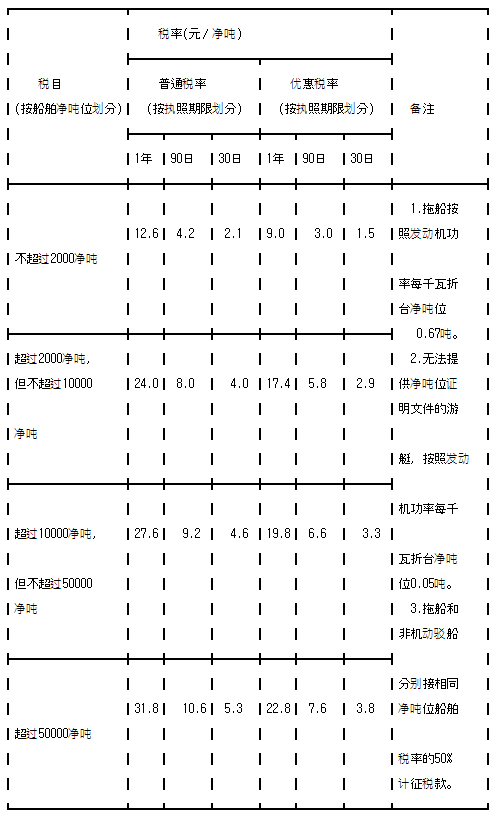 税率(元/净吨)
税目 普通税率 优惠税率
(按船舶净吨位划分) (按执照期限划分) (按执照期限划分) 备注
1年 90日 30日 1年 90日 30日
1.拖船按
12.6 4.2 2.1 9.0 3.0 1.5 照发动机功
不超过2000净吨
率每千瓦折
台净吨位
0.67吨。
超过2000净吨, 2.无法提
但不超过10000 24.0 8.0 4.0 17.4 5.8 2.9 供净吨位证
明文件的游
净吨
艇,按照发动
机功率每千
超过10000净吨, 27.6 9.2 4.6 19.8 6.6 3.3
瓦折台净吨
但不超过50000 位0.05吨。
净吨 3.拖船和
非机动驳船
分别接相同
31.8 10.6 5.3 22.8 7.6 3.8 净吨位船舶
超过50000净吨
税率的50%
计征税款。